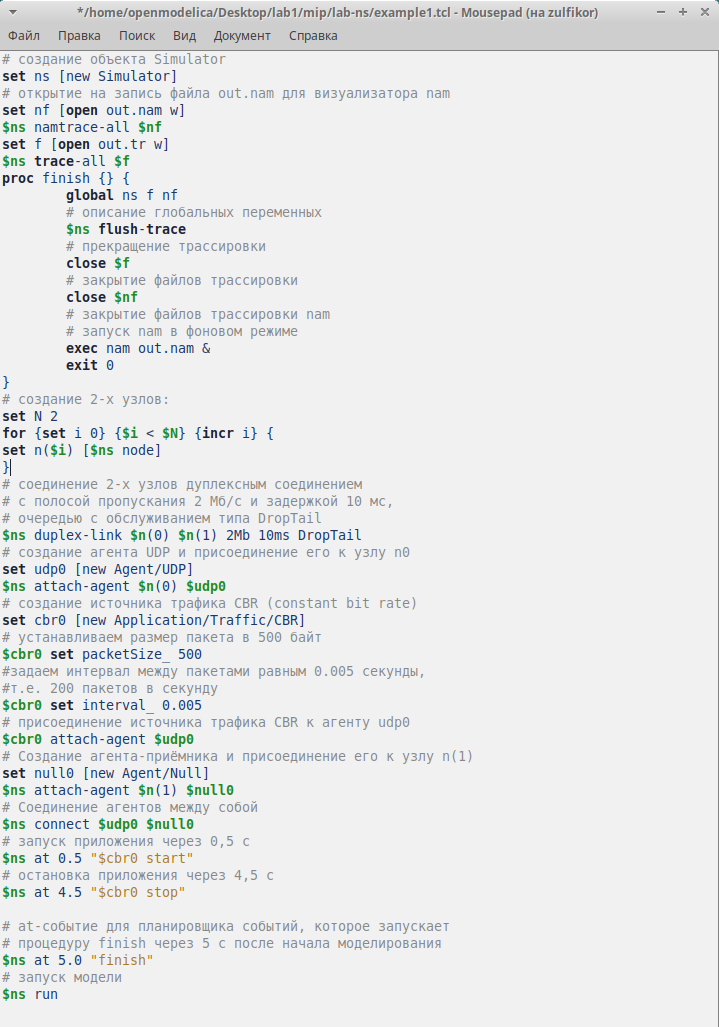 */home/openmodelica/Desktop/lab1/mip/lab-ns/example1.tcl - Mousepad (на zulfikor)
Файл Правка Поиск Вид Документ Справка
# создание объекта Simulator
set ns [new Simulator]
# открытие на запись файла out.nam для визуализатора nam
set nf [open out.nam w]
$ns namtrace-all $nf
set f [open out.tr w]
$ns trace-all $f
proc finish {} {
        global ns f nf
        # описание глобальных переменных
        $ns flush-trace
        # прекращение трассировки
        close $f
        # закрытие файлов трассировки
        close $nf
        # закрытие файлов трассировки nam
        # запуск nam в фоновом режиме
        exec nam out.nam &
        exit 0
}
# создание 2-х узлов:
set N 2
for {set i 0} {$i < $N} {incr i} {
set n($i) [$ns node]
}
# соединение 2-х узлов дуплексным соединением
# с полосой пропускания 2 Мб/с и задержкой 10 мс,
# очередью с обслуживанием типа DropTail
$ns duplex-link $n(0) $n(1) 2Mb 10ms DropTail
# создание агента UDP и присоединение его к узлу n0
set udp0 [new Agent/UDP]
$ns attach-agent $n(0) $udp0
# создание источника трафика CBR (constant bit rate)
set cbr0 [new Application/Traffic/CBR]
# устанавливаем размер пакета в 500 байт
$cbr0 set packetSize_ 500
#задаем интервал между пакетами равным 0.005 секунды,
#т.е. 200 пакетов в секунду
$cbr0 set interval_ 0.005
# присоединение источника трафика CBR к агенту udp0
$cbr0 attach-agent $udp0
# Создание агента-приёмника и присоединение его к узлу n(1)
set null0 [new Agent/Null]
$ns attach-agent $n(1) $null0
# Соединение агентов между собой
$ns connect $udp0 $null0
# запуск приложения через 0,5 с
$ns at 0.5 "$cbr0 start"
# остановка приложения через 4,5 с
$ns at 4.5 "$cbr0 stop"
# at-событие для планировщика событий, которое запускает
# процедуру finish через 5 с после начала моделирования
$ns at 5.0 "finish"
# запуск модели
$ns run